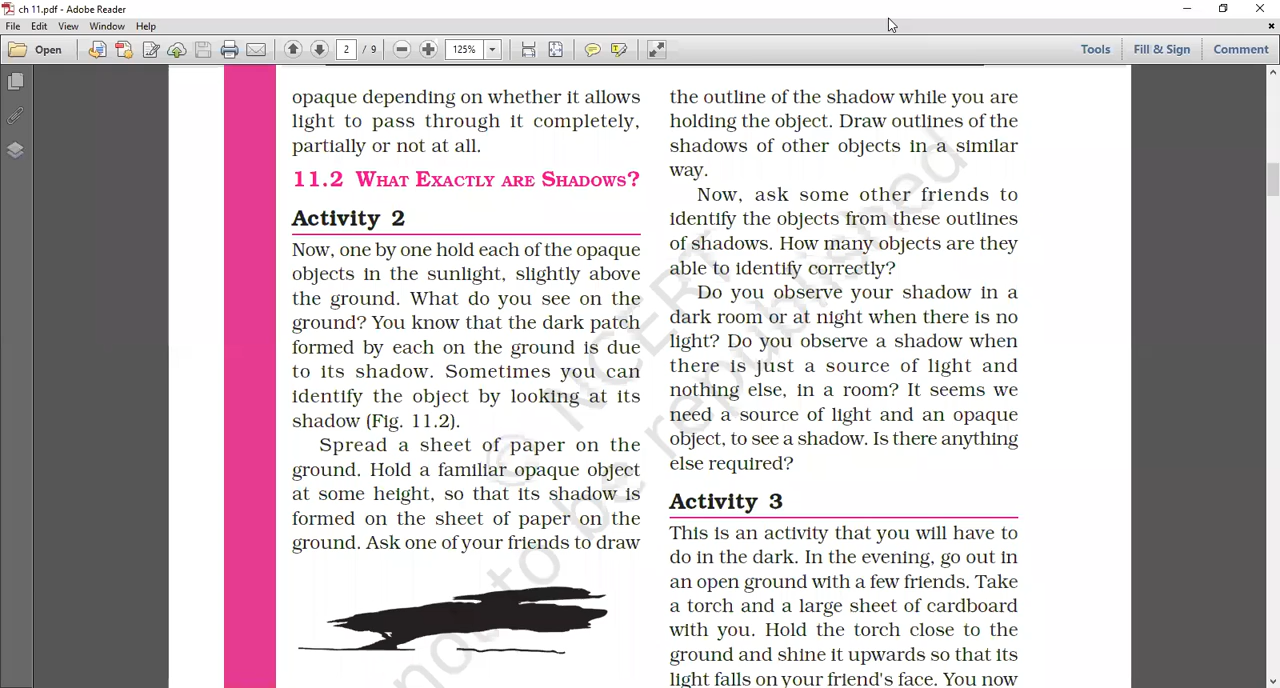 ch 11.pdf - Adobe Reader
File Edit View Window Help
Open 2 / 9 125% Tools Fill & Sign Comment
opaque depending on whether it allows
light to pass through it completely,
partially or not at all.
11.2 WHAT EXACTLY ARE SHADOWS?
Activity 2
Now, one by one hold each of the opaque
objects in the sunlight, slightly above
the ground. What do you see on the
ground? You know that the dark patch
formed by each on the ground is due
to its shadow. Sometimes you can
identify the object by looking at its
shadow (Fig. 11.2).
Spread a sheet of paper on the
ground. Hold a familiar opaque object
at some height, so that its shadow is
formed on the sheet of paper on the
ground. Ask one of your friends to draw
the outline of the shadow while you are
holding the object. Draw outlines of the
shadows of other objects in a similar
way.
Now, ask some other friends to
identify the objects from these outlines
of shadows. How many objects are they
able to identify correctly?
Do you observe your shadow in a
dark room or at night when there is no
light? Do you observe a shadow when
there is just a source of light and
nothing else, in a room? It seems we
need a source of light and an opaque
object, to see a shadow. Is there anything
else required?
Activity 3
This is an activity that you will have to
do in the dark. In the evening, go out in
an open ground with a few friends. Take
a torch and a large sheet of cardboard
with you. Hold the torch close to the
ground and shine it upwards so that its
light falls on your friend's face. You now
© NCERT
not to be republished